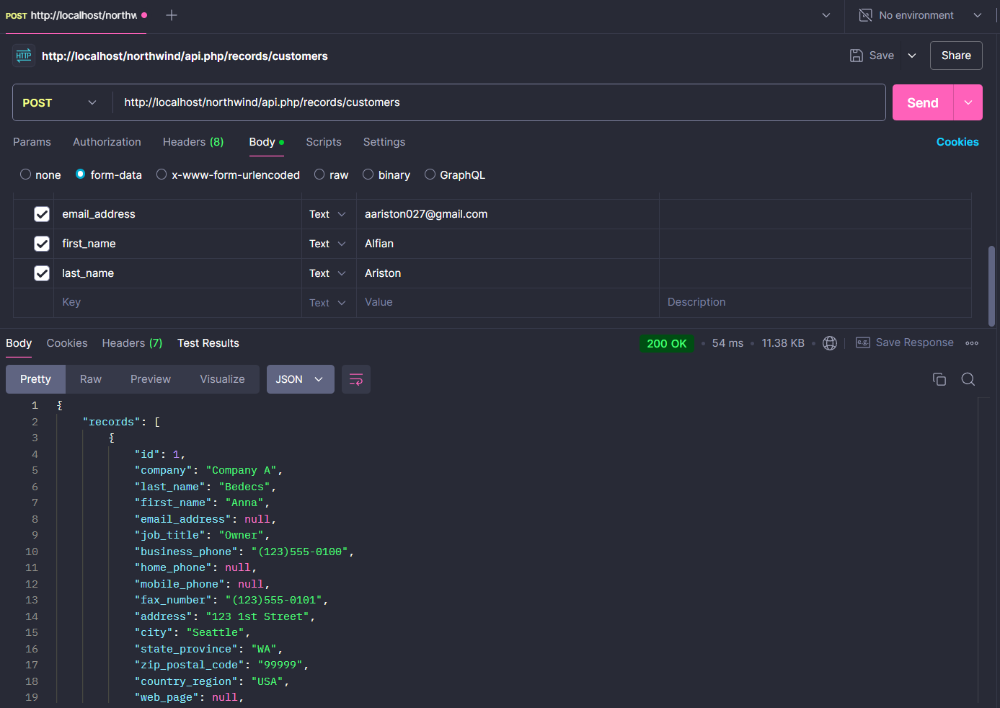 POST http://localhost/northw
No environment
HTTP http://localhost/northwind/api.php/records/customers
Save
Share
POST http://localhost/northwind/api.php/records/customers
Send
Params Authorization Headers (8) Body Scripts Settings Cookies
none form-data x-www-form-urlencoded raw binary GraphQL
email_address Text aariston027@gmail.com
first_name Text Alfian
last_name Text Ariston
Key Text Value Description
Body Cookies Headers (7) Test Results 200 OK 54 ms 11.38 KB e.g. Save Response
Pretty Raw Preview Visualize JSON
1 {
2 "records": [
3 {
4 "id": 1,
5 "company": "Company A",
6 "last_name": "Bedecs",
7 "first_name": "Anna",
8 "email_address": null,
9 "job_title": "Owner",
10 "business_phone": "(123)555-0100",
11 "home_phone": null,
12 "mobile_phone": null,
13 "fax_number": "(123)555-0101",
14 "address": "123 1st Street",
15 "city": "Seattle",
16 "state_province": "WA",
17 "zip_postal_code": "99999",
18 "country_region": "USA",
19 "web_page": null,